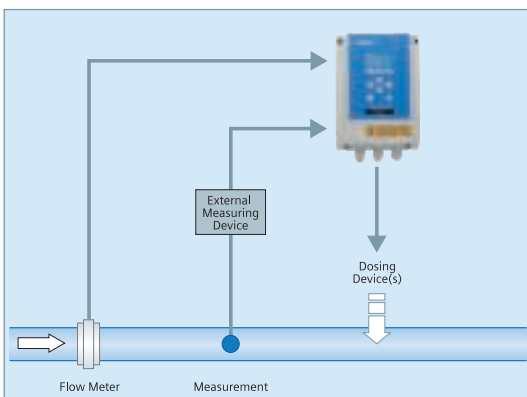 External
Measuring
Device
Dosing
Device(s)
Flow Meter
Measurement